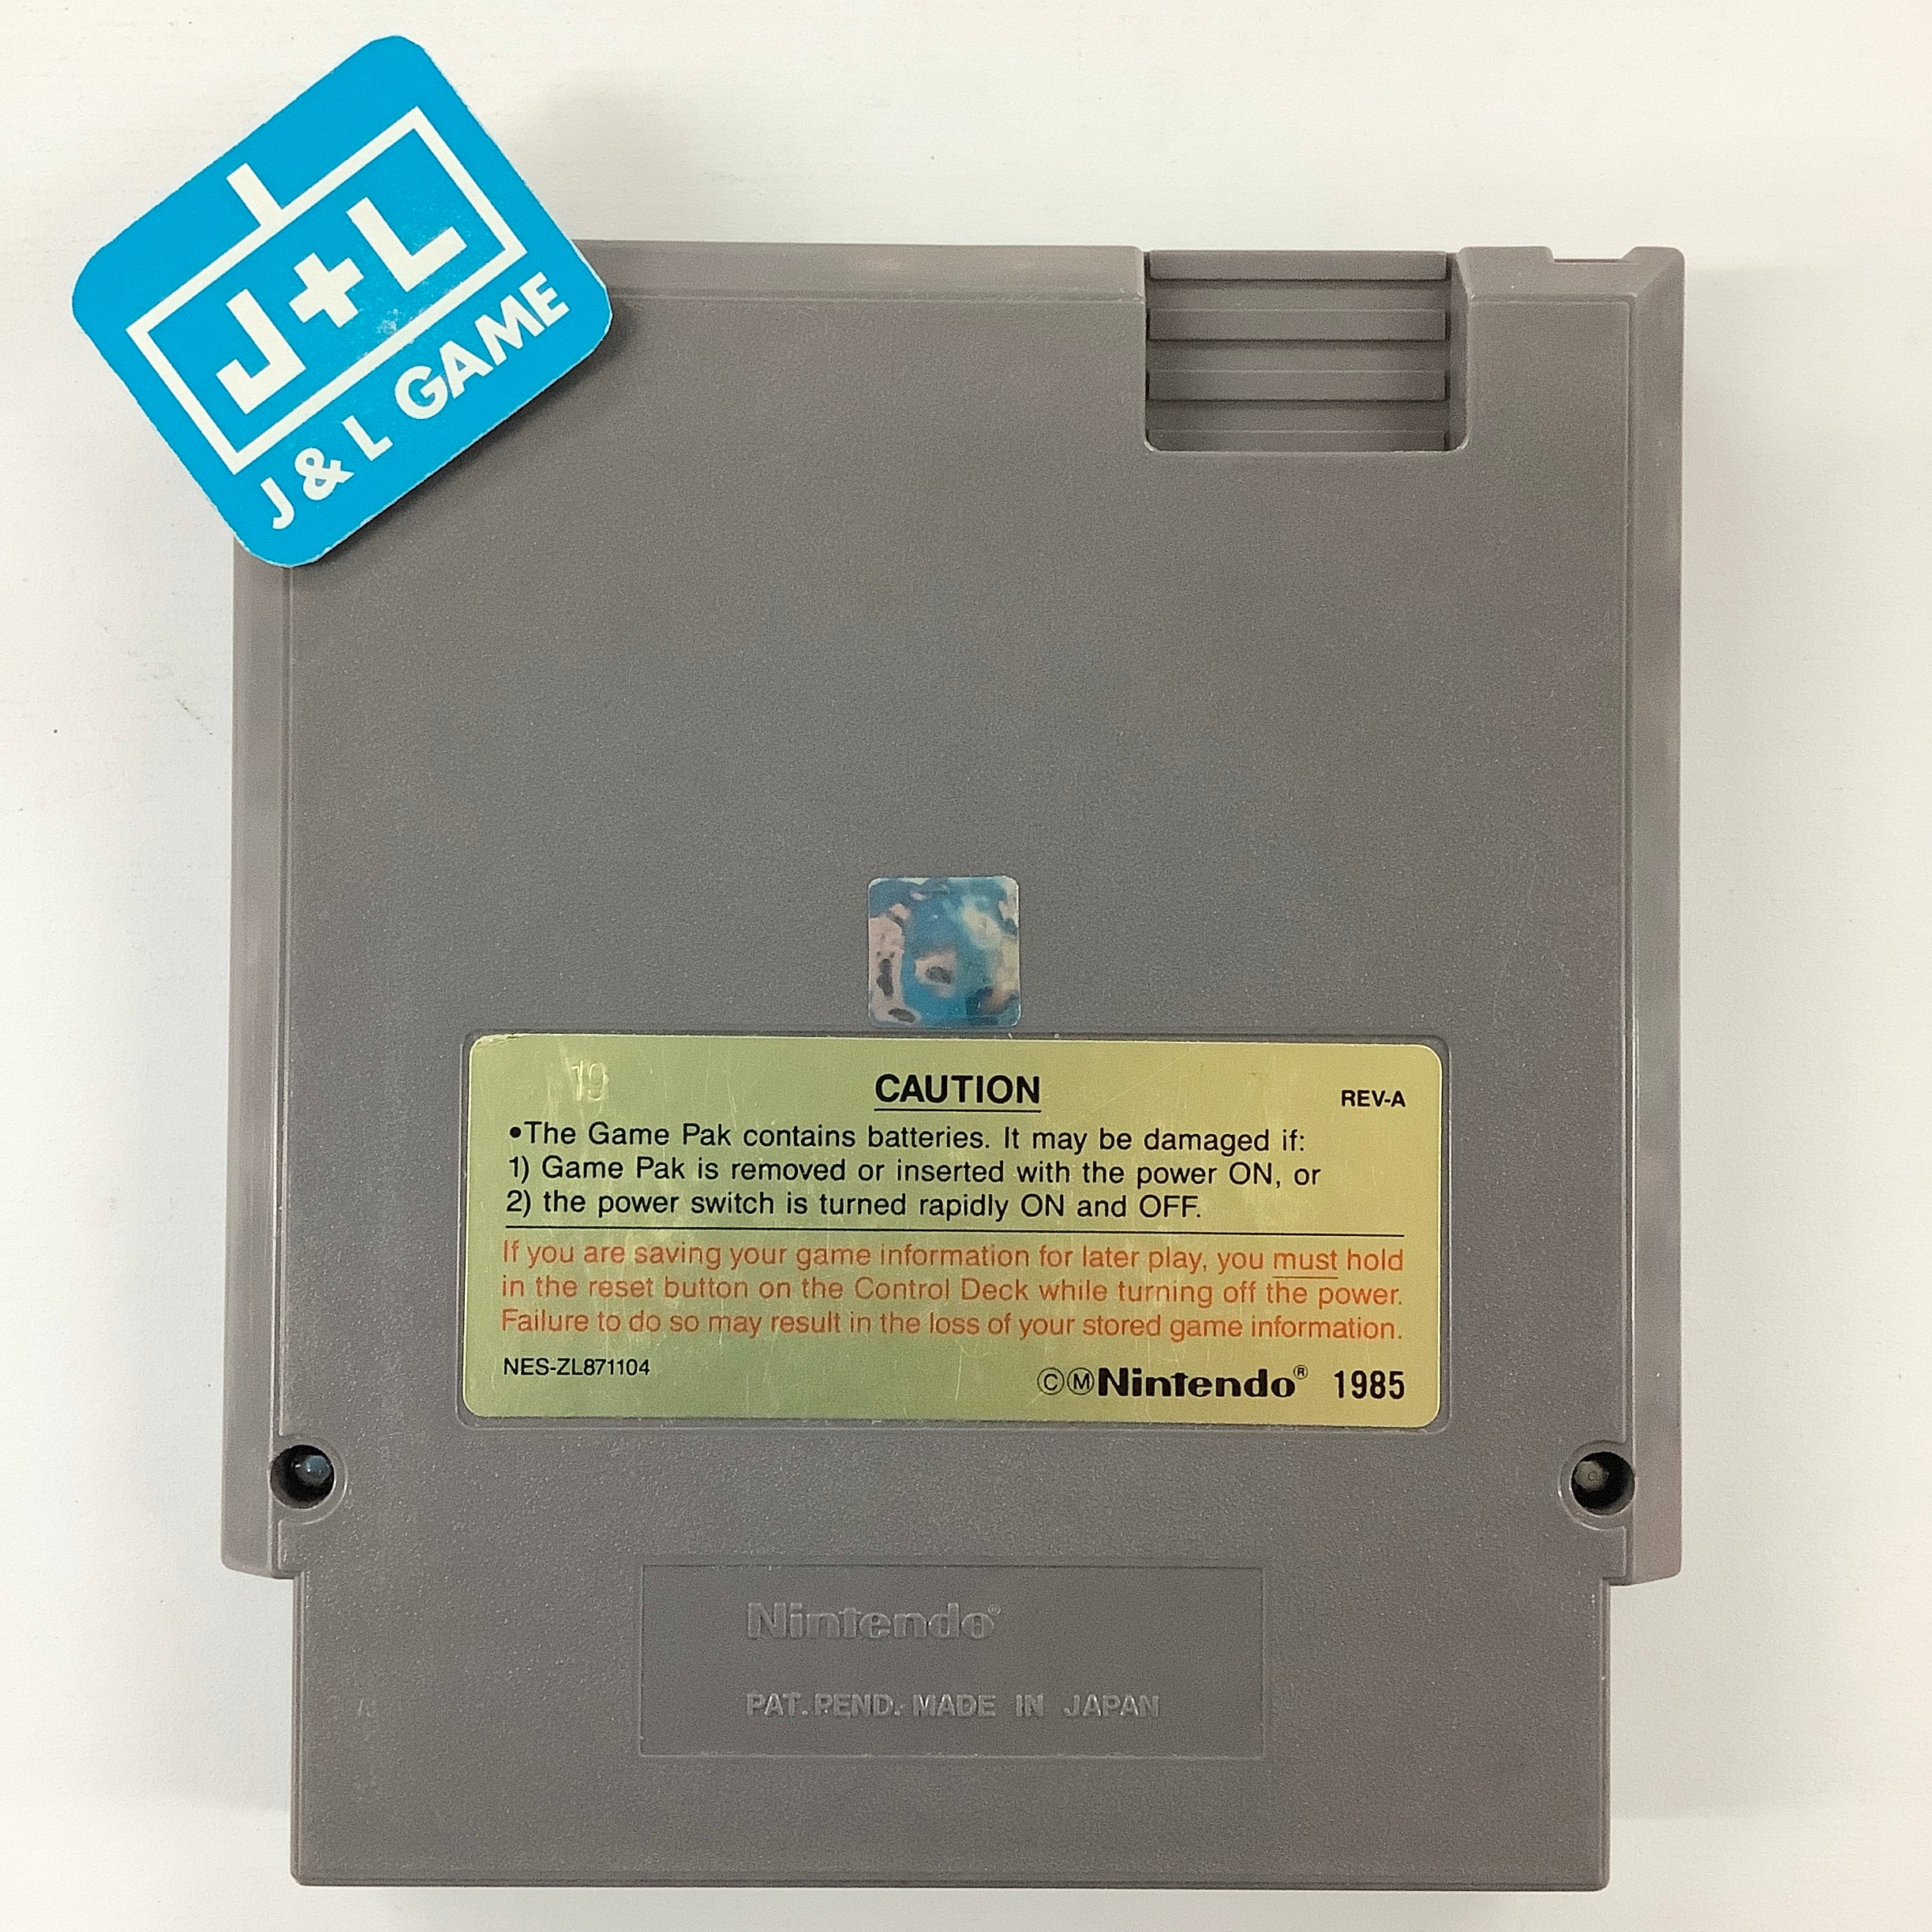 J+L
J & L GAME
19
CAUTION
REV-A
•The Game Pak contains batteries. It may be damaged if:
1) Game Pak is removed or inserted with the power ON, or
2) the power switch is turned rapidly ON and OFF.
If you are saving your game information for later play, you must hold
in the reset button on the Control Deck while turning off the power.
Failure to do so may result in the loss of your stored game information.
NES-ZL871104
ⒸⓂNintendo® 1985
Nintendo®
PAT. PEND. MADE IN JAPAN